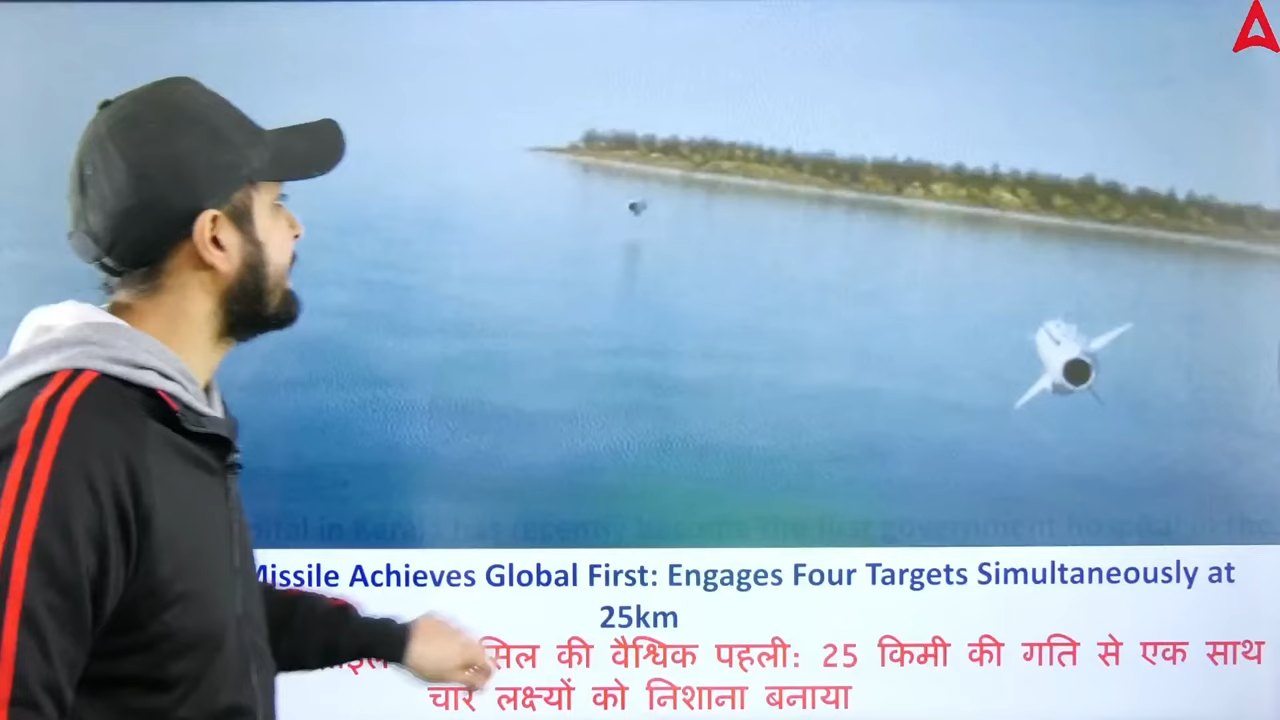 Missile Achieves Global First: Engages Four Targets Simultaneously at
25km
की वैश्विक पहली: 25 किमी की गति से एक साथ
चार लक्ष्यों को निशाना बनाया